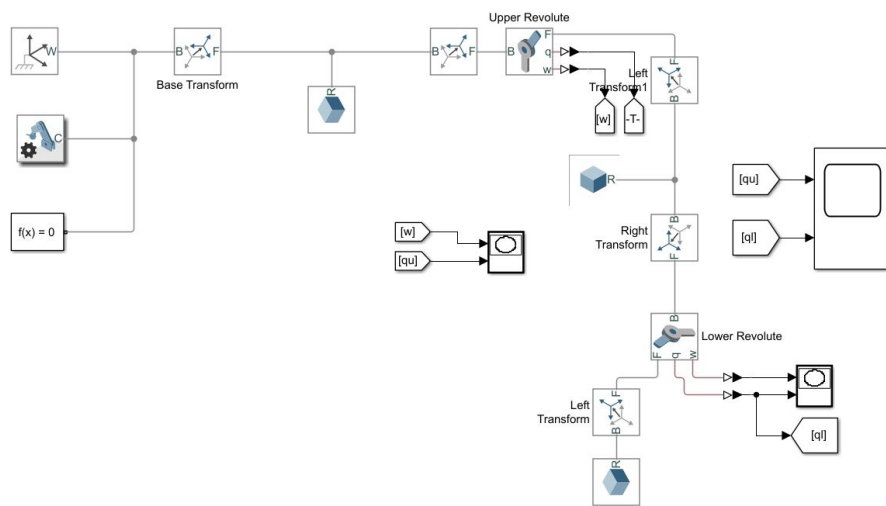 Upper Revolute
W
B
F
Base Transform
B
F
B
F
q
w
R
[w]
-T-
Left
Transform1
F
B
C
R
[qu]
[ql]
f(x) = 0
[w]
[qu]
Right
Transform
B
F
B
Lower Revolute
F
q
w
Left
Transform
F
B
[ql]
R